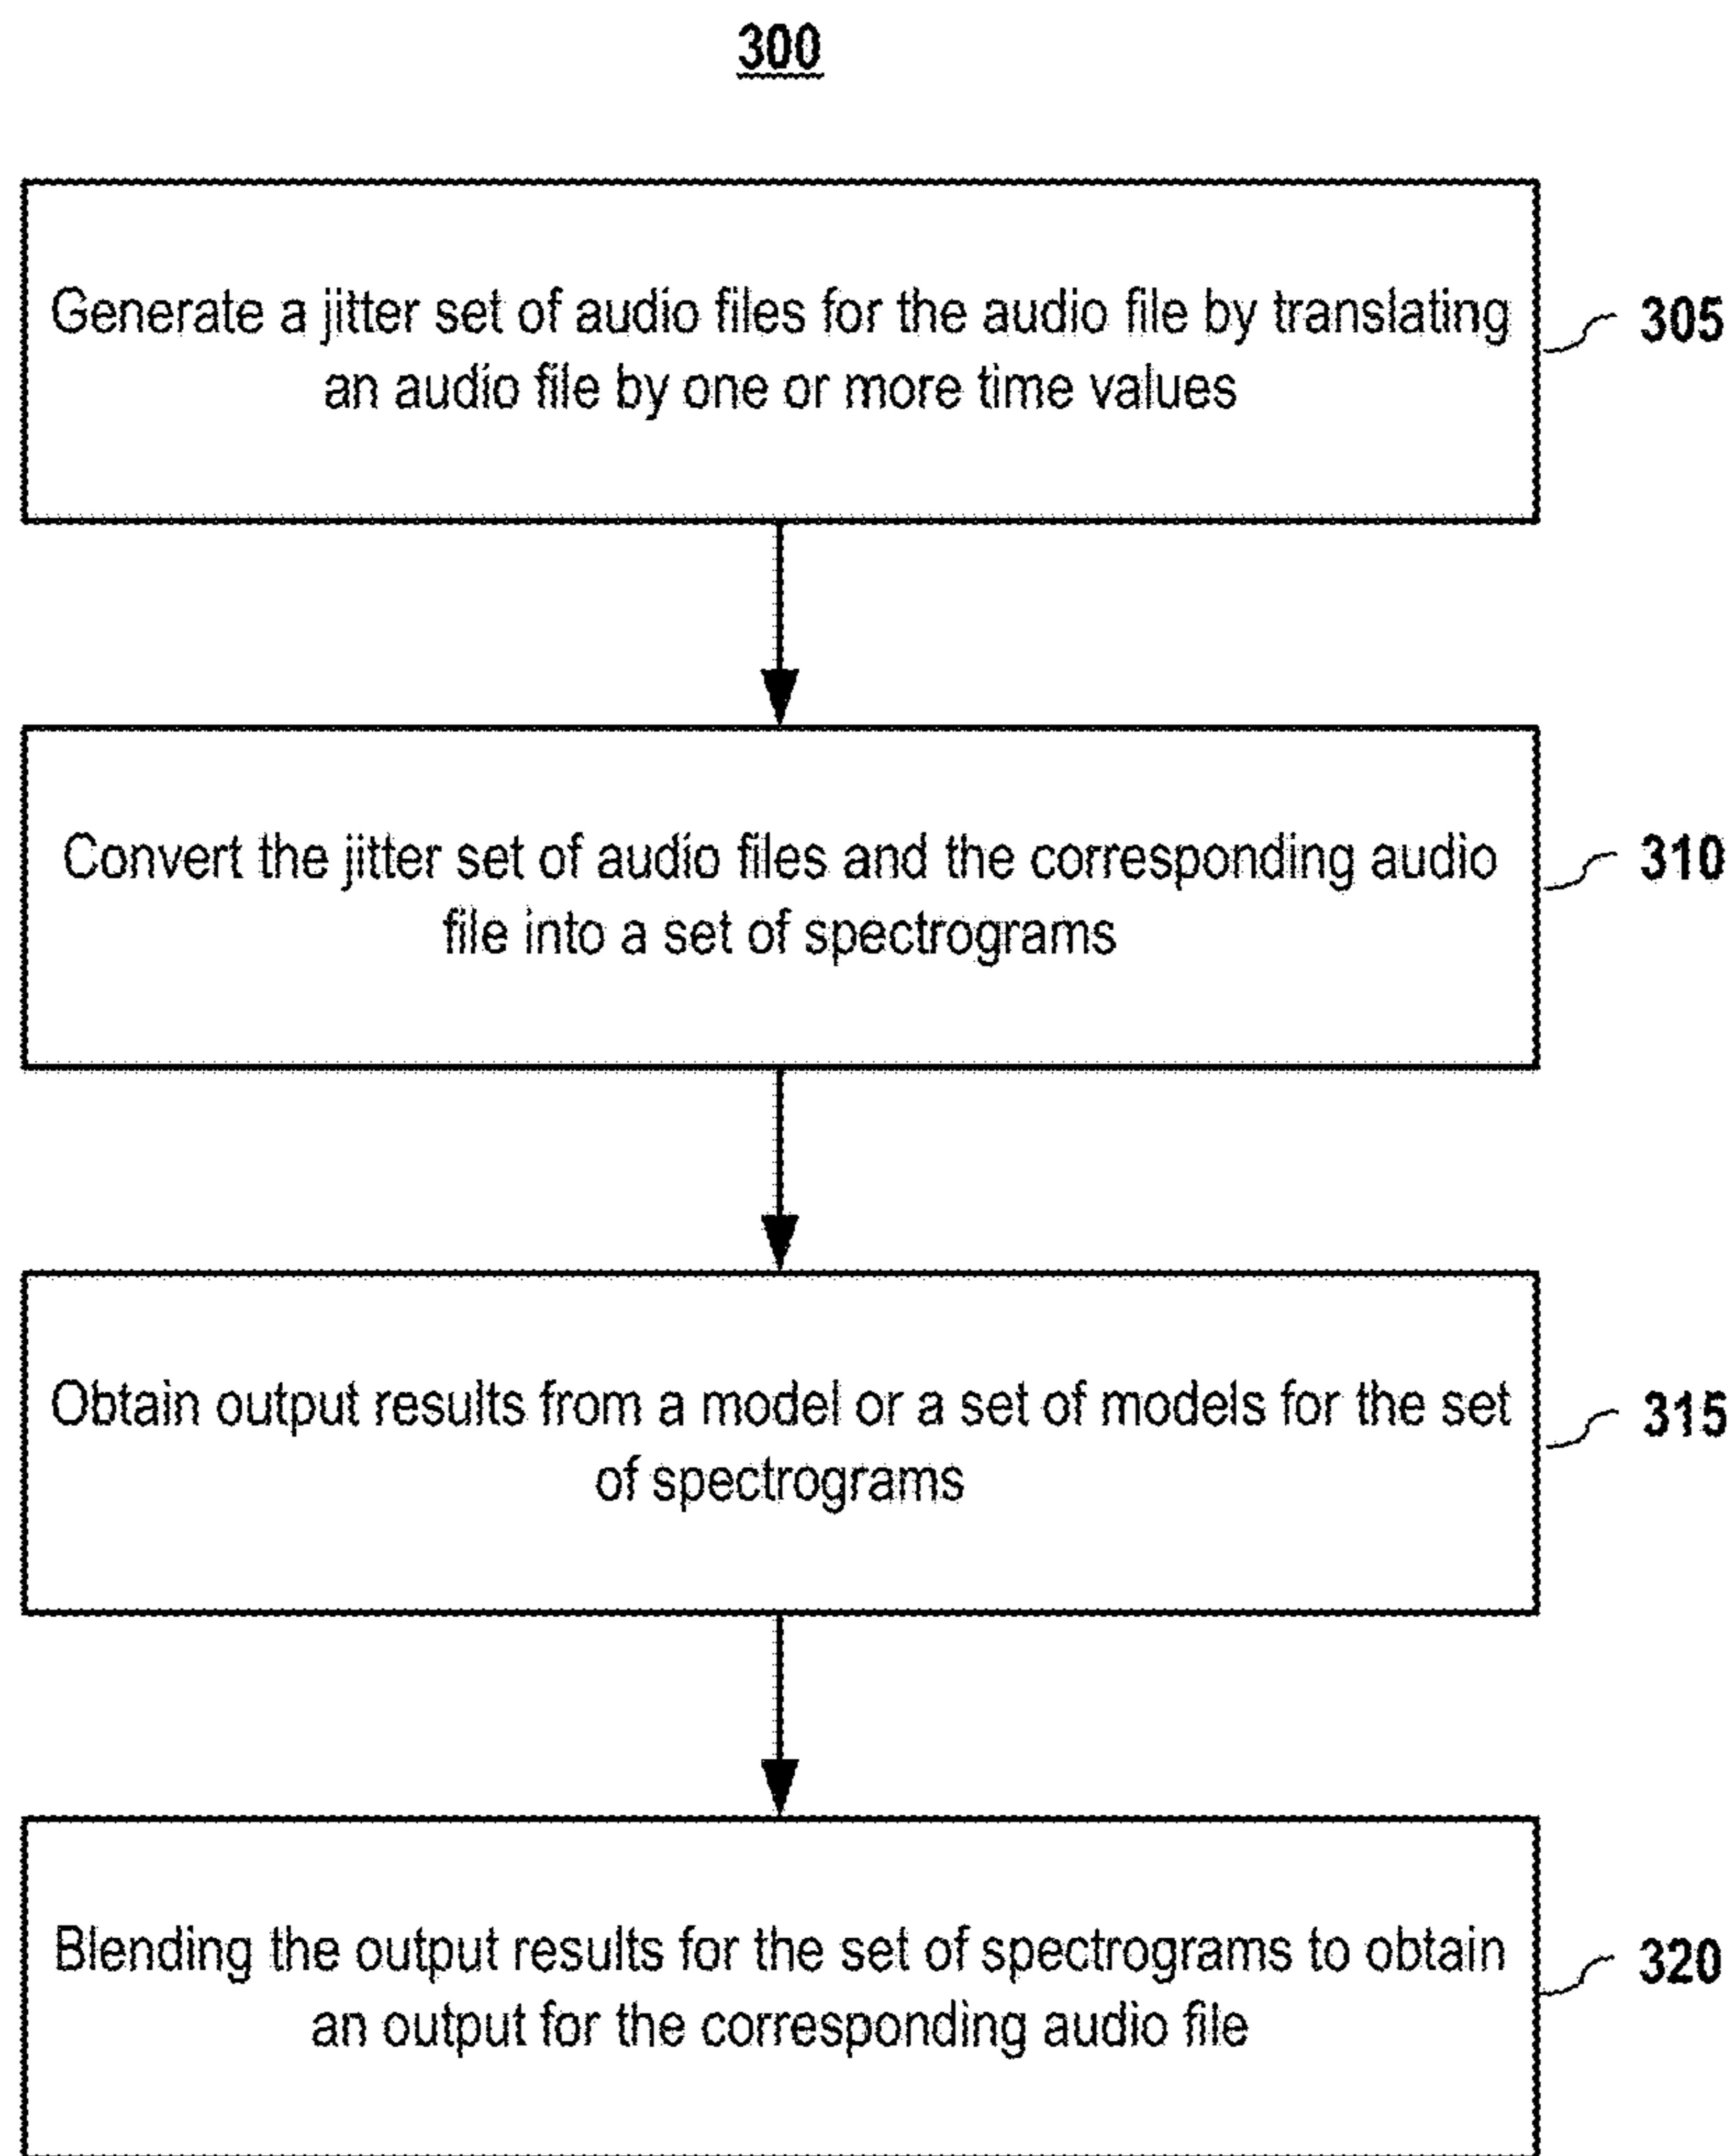 300
Generate a jitter set of audio files for the audio file by translating
an audio file by one or more time values
305
Convert the jitter set of audio files and the corresponding audio
file into a set of spectrograms
310
Obtain output results from a model or a set of models for the set
of spectrograms
315
Blending the output results for the set of spectrograms to obtain
an output for the corresponding audio file
320